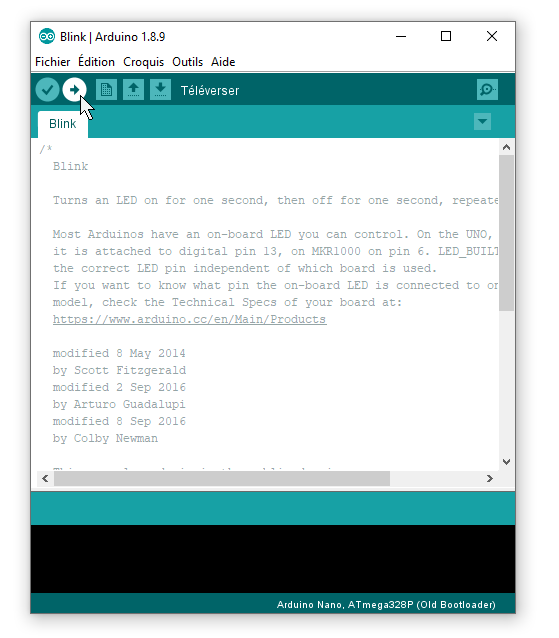 Blink | Arduino 1.8.9
Fichier Édition Croquis Outils Aide
Téléverser
Blink
/*
Blink
Turns an LED on for one second, then off for one second, repeate
Most Arduinos have an on-board LED you can control. On the UNO,
it is attached to digital pin 13, on MKR1000 on pin 6. LED_BUILT
the correct LED pin independent of which board is used.
If you want to know what pin the on-board LED is connected to on
model, check the Technical Specs of your board at:
https://www.arduino.cc/en/Main/Products
modified 8 May 2014
by Scott Fitzgerald
modified 2 Sep 2016
by Arturo Guadalupi
modified 8 Sep 2016
by Colby Newman
Arduino Nano, ATmega328P (Old Bootloader)